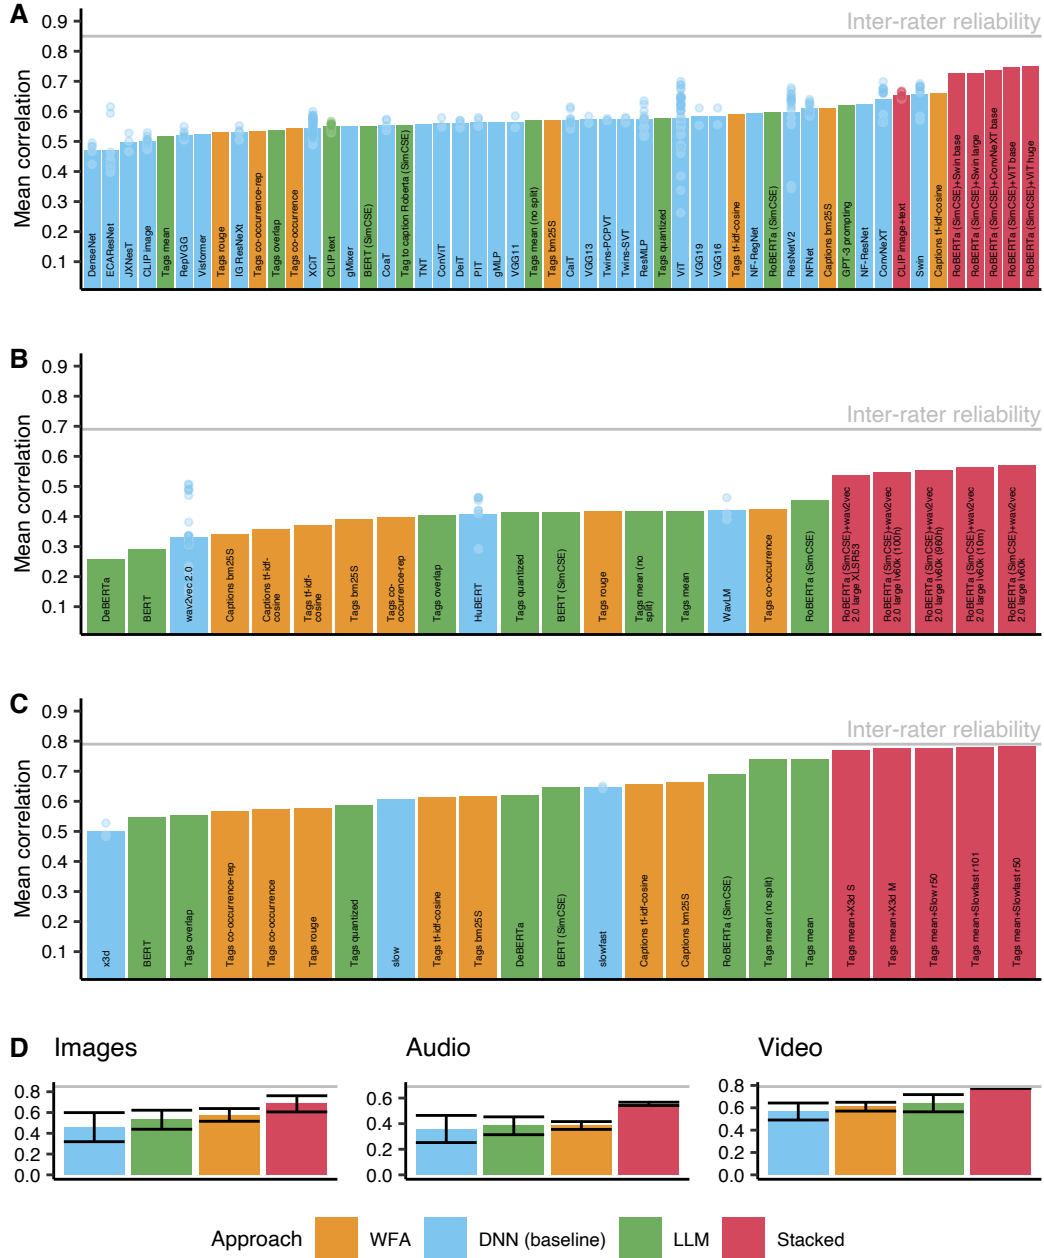 A
0.9
0.8
0.7
0.6
0.5
0.4
0.3
0.2
0.1
Mean correlation
Inter-rater reliability
DenseNet
ECAResNet
JXNesT
CLIP image
Tags mean
RepVGG
Visformer
Tags rouge
IG ResNeXt
Tags co-occurrence-rep
Tags overlap
Tags co-occurrence
XCiT
CLIP text
gMixer
BERT (SimCSE)
CoaT
Tag to caption Roberta (SimCSE)
TNT
ConViT
DeiT
PiT
gMLP
VGG11
Tags mean (no split)
Tags bm25S
CaiT
VGG13
Twins-PCPVT
Twins-SVT
ResMLP
Tags quantized
ViT
VGG19
VGG16
Tags tf-idf-cosine
NF-RegNet
RoBERTa (SimCSE)
ResNetV2
NFNet
Captions bm25S
GPT-3 prompting
NF-ResNet
ConvNeXT
CLIP image+text
Swin
Captions tf-idf-cosine
RoBERTa (SimCSE)+Swin base
RoBERTa (SimCSE)+Swin large
RoBERTa (SimCSE)+ConvNeXT base
RoBERTa (SimCSE)+ViT base
RoBERTa (SimCSE)+ViT huge
B
0.9
0.8
0.7
0.6
0.5
0.4
0.3
0.2
0.1
Mean correlation
Inter-rater reliability
DeBERTa
BERT
wav2vec 2.0
Captions bm25S
Captions tf-idf-
cosine
Tags tf-idf-
cosine
Tags bm25S
Tags co-
occurrence-rep
Tags overlap
HuBERT
Tags quantized
BERT (SimCSE)
Tags rouge
Tags mean (no
split)
Tags mean
WavLM
Tags co-occurrence
RoBERTa (SimCSE)
RoBERTa (SimCSE)+wav2vec
2.0 large XLSR53
RoBERTa (SimCSE)+wav2vec
2.0 large lv60k (100h)
RoBERTa (SimCSE)+wav2vec
2.0 large lv60k (960h)
RoBERTa (SimCSE)+wav2vec
2.0 large lv60k (10m)
RoBERTa (SimCSE)+wav2vec
2.0 large lv60k
C
0.9
0.8
0.7
0.6
0.5
0.4
0.3
0.2
0.1
Mean correlation
Inter-rater reliability
x3d
BERT
Tags overlap
Tags co-occurrence-rep
Tags co-occurrence
Tags rouge
Tags quantized
slow
Tags tf-idf-cosine
Tags bm25S
DeBERTa
BERT (SimCSE)
slowfast
Captions tf-idf-cosine
Captions bm25S
RoBERTa (SimCSE)
Tags mean (no split)
Tags mean
Tags mean+X3d S
Tags mean+X3d M
Tags mean+Slow r50
Tags mean+Slowfast r101
Tags mean+Slowfast r50
D
Images
0.8
0.6
0.4
0.2
0.0
Audio
0.6
0.4
0.2
0.0
Video
0.8
0.6
0.4
0.2
0.0
Approach
WFA
DNN (baseline)
LLM
Stacked